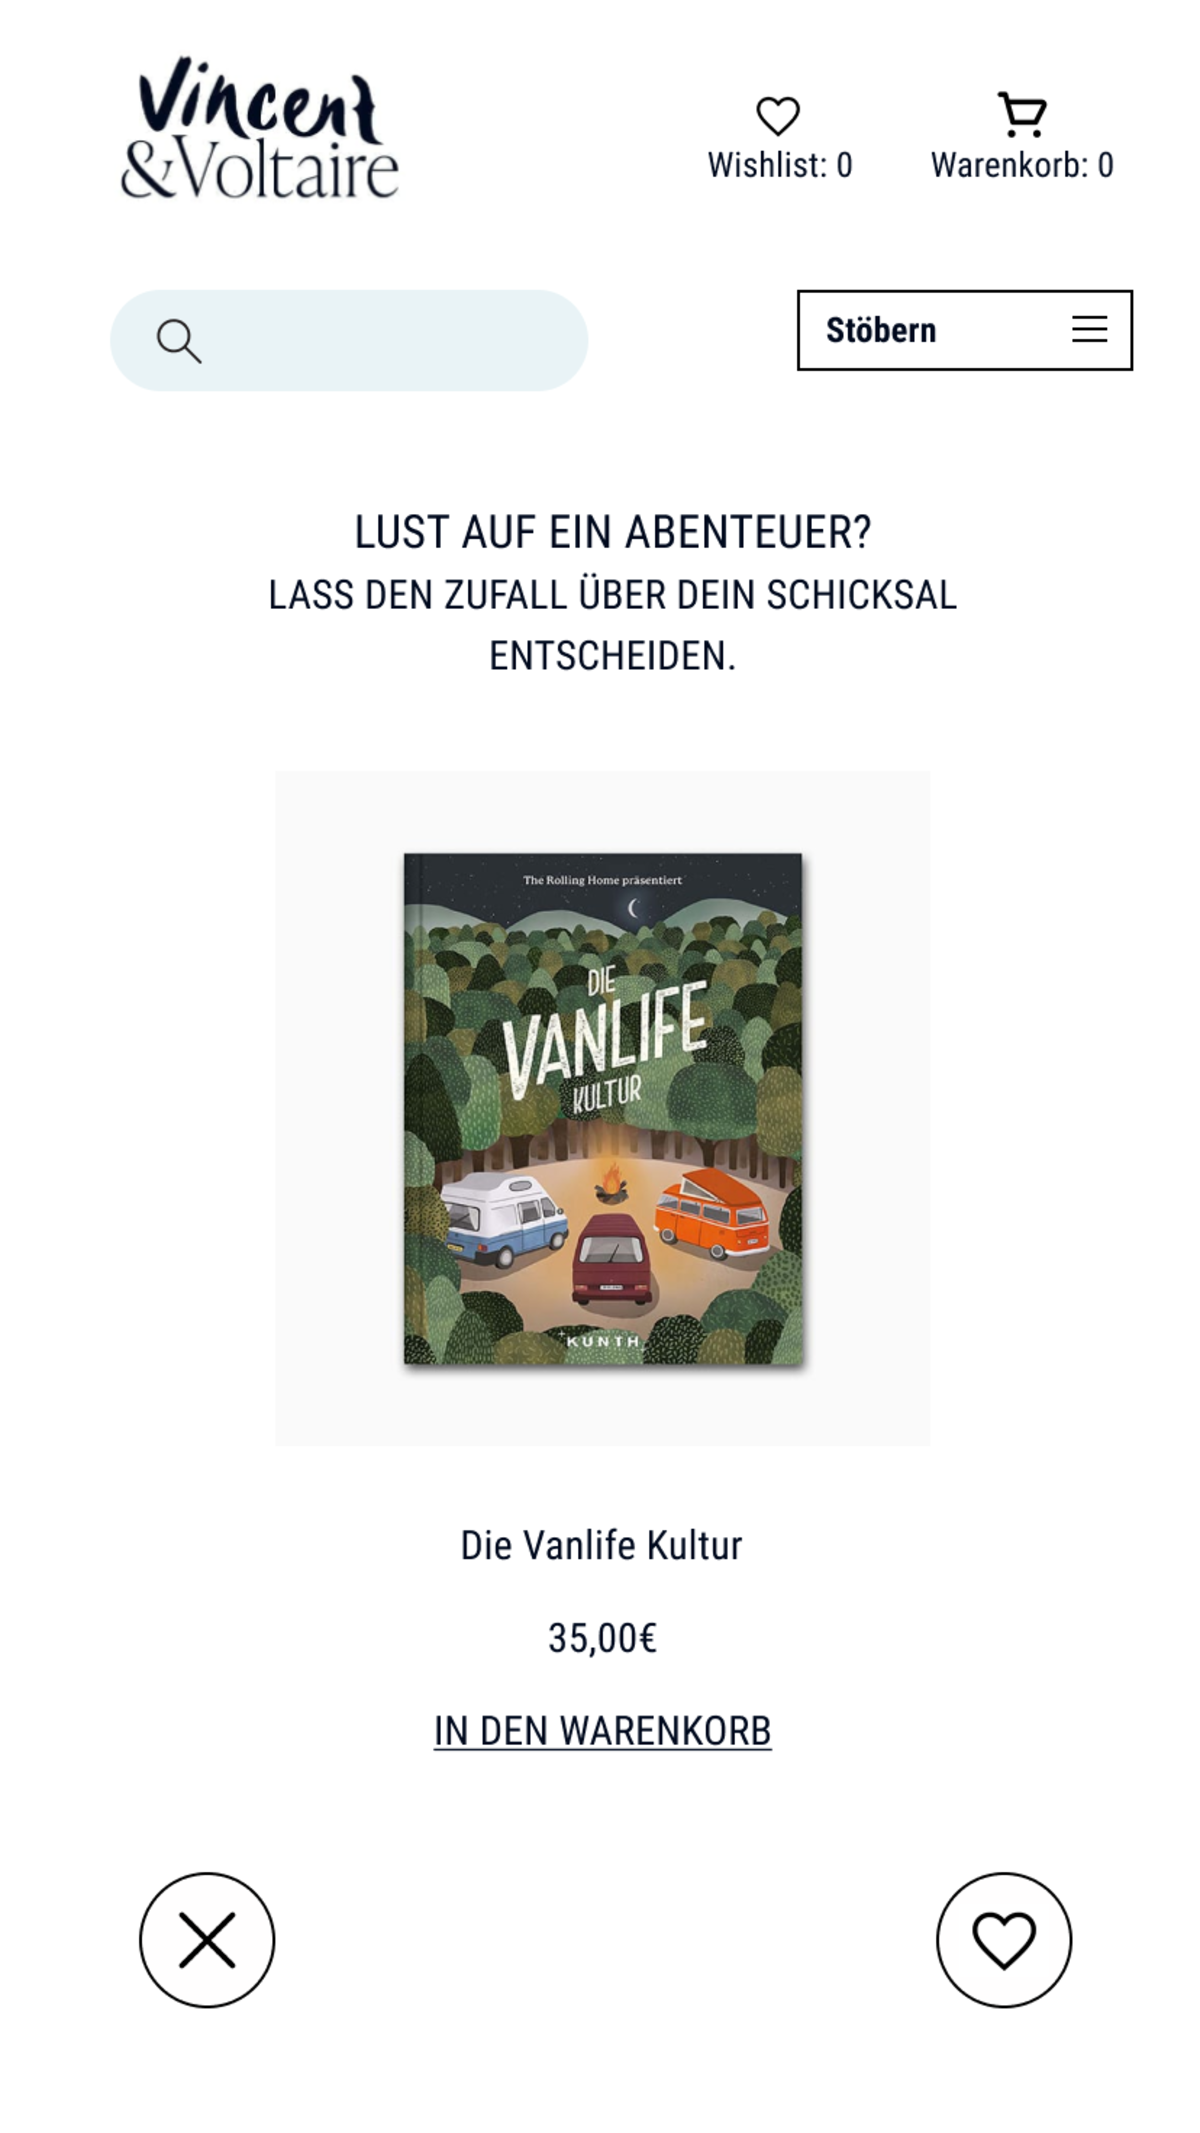 Vincent
&Voltaire
Wishlist: 0
Warenkorb: 0
Stöbern
LUST AUF EIN ABENTEUER?
LASS DEN ZUFALL ÜBER DEIN SCHICKSAL
ENTSCHEIDEN.
The Rolling Home präsentiert
DIE
VANLIFE
KULTUR
KUNTH
Die Vanlife Kultur
35,00€
IN DEN WARENKORB